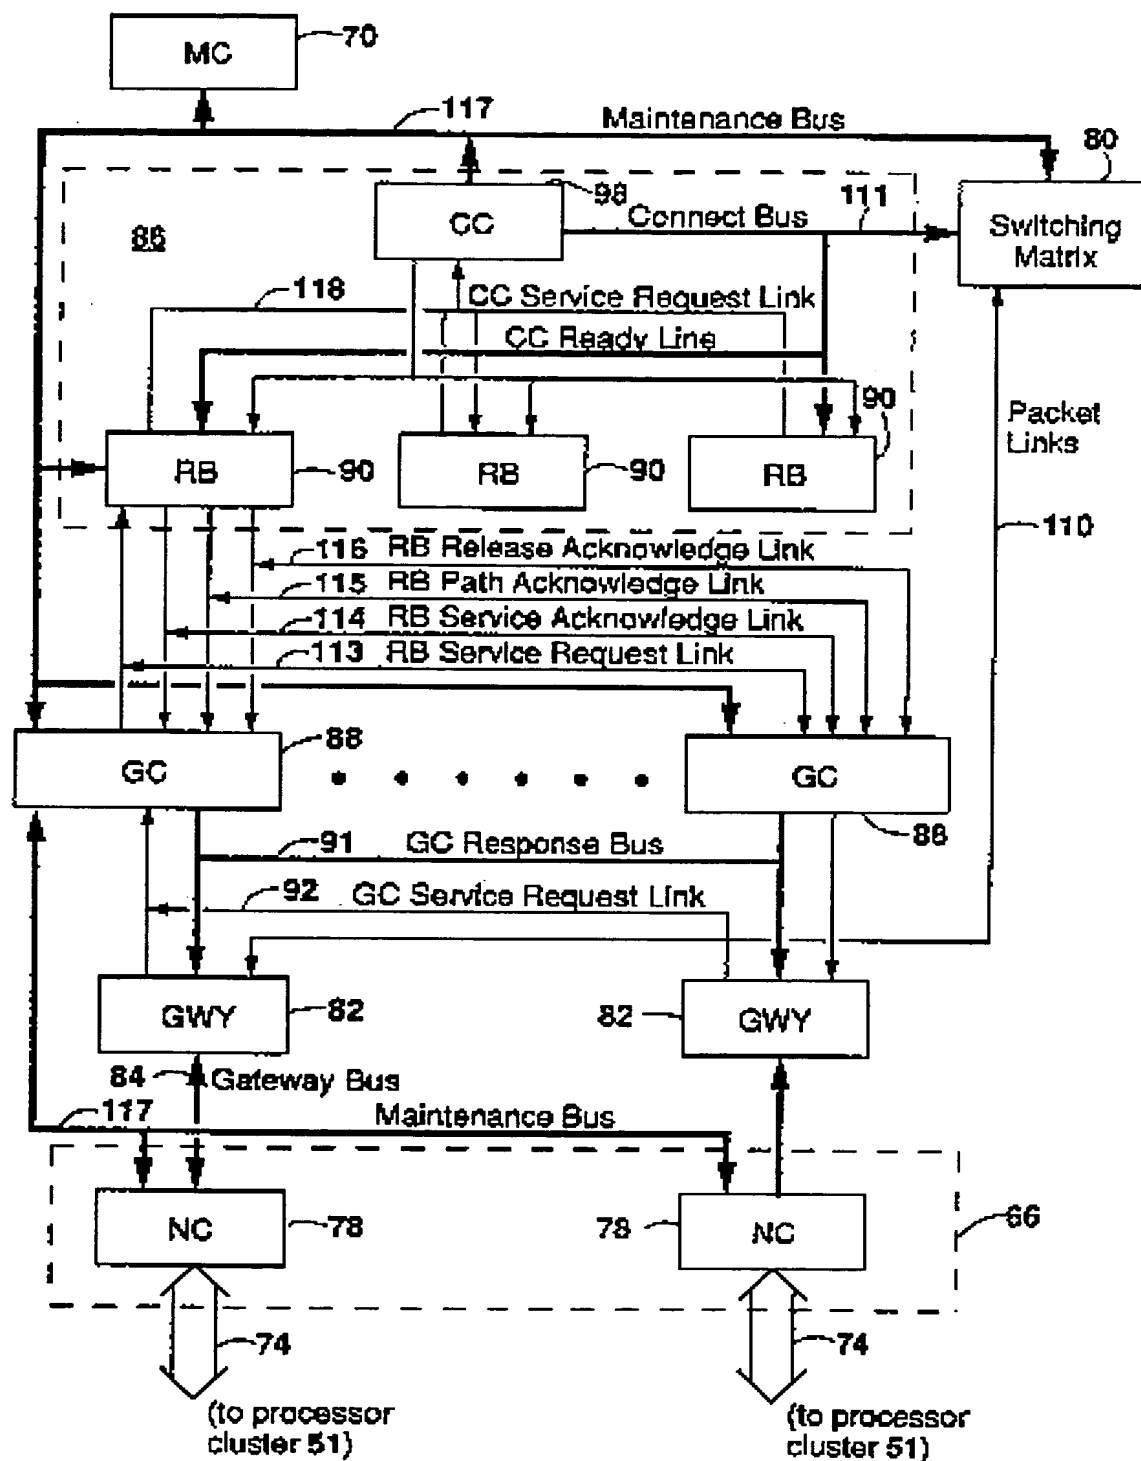 MC
70
117
Maintenance Bus
80
98
CC
111
Connect Bus
Switching
Matrix
86
118
CC Service Request Link
CC Ready Line
90
Packet
Links
RB
90
RB
90
RB
110
116 RB Release Acknowledge Link
115 RB Path Acknowledge Link
114 RB Service Acknowledge Link
113 RB Service Request Link
88
GC
GC
88
91
GC Response Bus
92
GC Service Request Link
GWY
82
82
GWY
84
Gateway Bus
117
Maintenance Bus
66
NC
78
78
NC
74
74
(to processor
cluster 51)
(to processor
cluster 51)